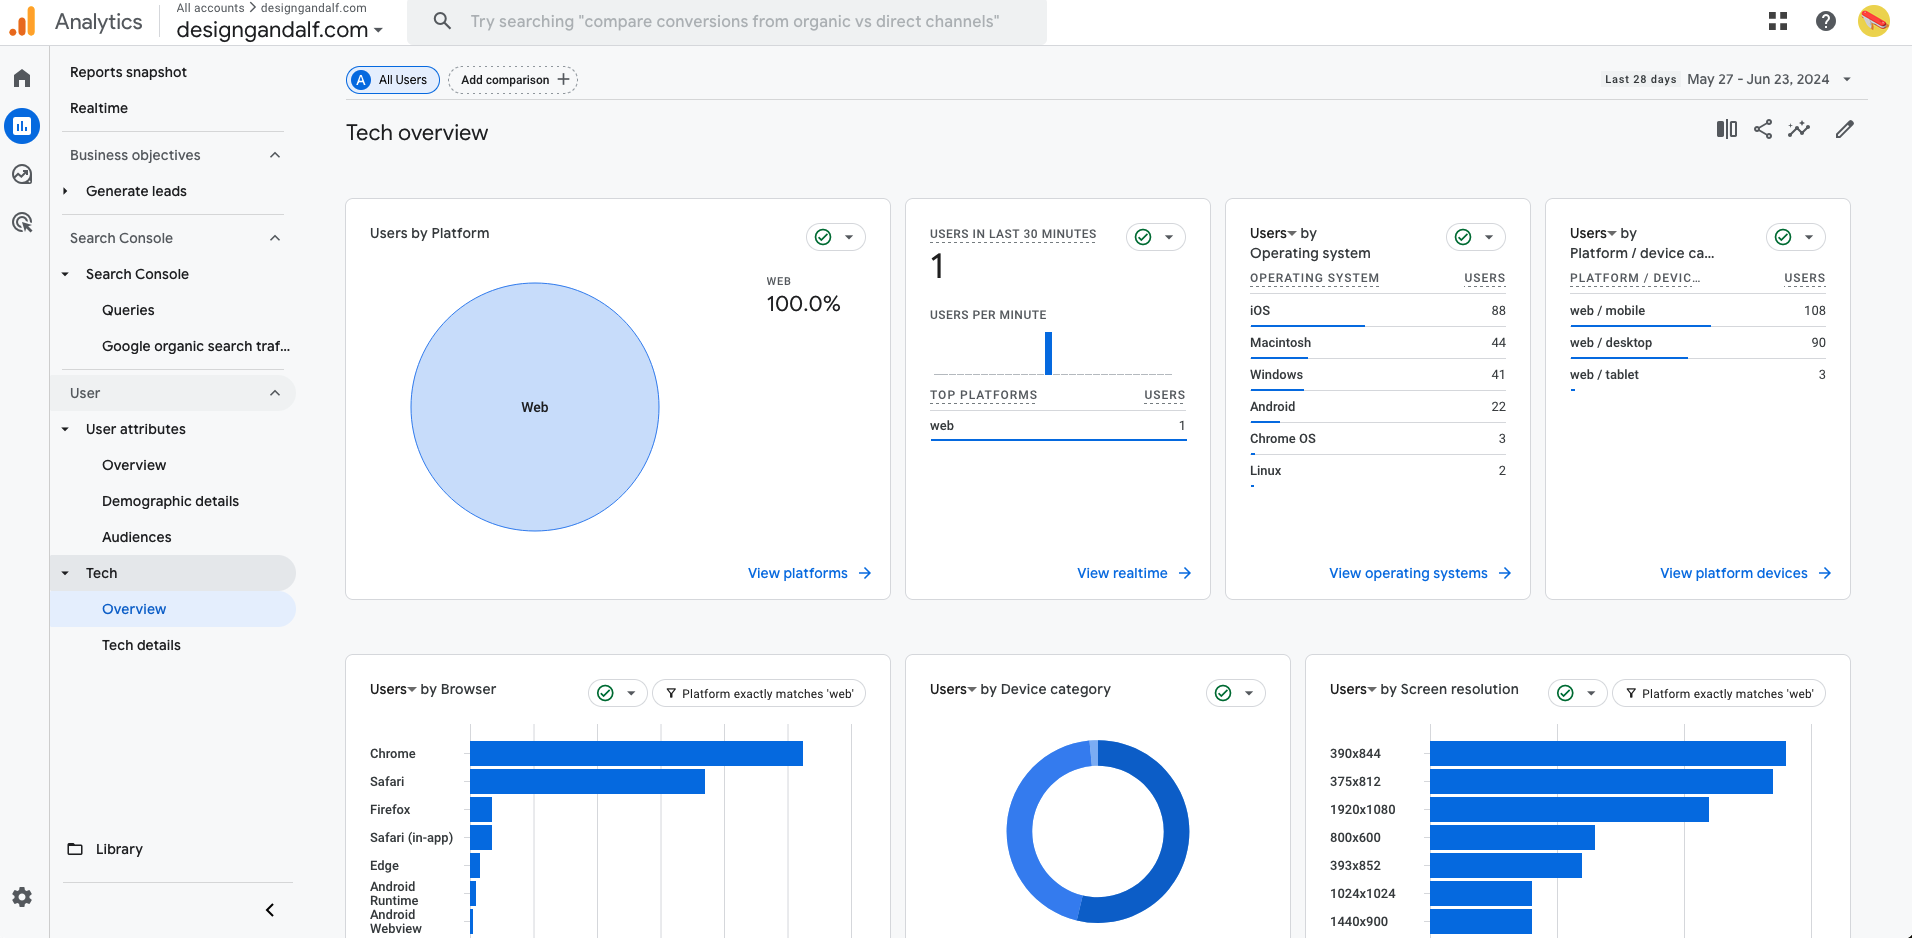 Analytics
All accounts > designgandalf.com
designgandalf.com
Try searching "compare conversions from organic vs direct channels"
Reports snapshot
Realtime
Business objectives
Generate leads
Search Console
Search Console
Queries
Google organic search traf...
User
User attributes
Overview
Demographic details
Audiences
Tech
Overview
Tech details
Library
A All Users
Add comparison +
Last 28 days May 27 - Jun 23, 2024
Tech overview
Users by Platform
WEB
100.0%
Web
View platforms
USERS IN LAST 30 MINUTES
1
USERS PER MINUTE
TOP PLATFORMS USERS
web 1
View realtime
Users by
Operating system
OPERATING SYSTEM USERS
iOS 88
Macintosh 44
Windows 41
Android 22
Chrome OS 3
Linux 2
View operating systems
Users by
Platform / device ca...
PLATFORM / DEVIC... USERS
web / mobile 108
web / desktop 90
web / tablet 3
View platform devices
Users by Browser
Platform exactly matches 'web'
Chrome
Safari
Firefox
Safari (in-app)
Edge
Android
Runtime
Android
Webview
Users by Device category
Users by Screen resolution
Platform exactly matches 'web'
390x844
375x812
1920x1080
800x600
393x852
1024x1024
1440x900